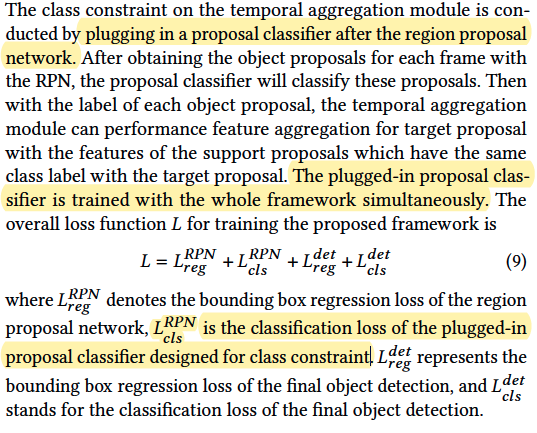 The class constraint on the temporal aggregation module is con-
ducted by plugging in a proposal classifier after the region proposal
network. After obtaining the object proposals for each frame with
the RPN, the proposal classifier will classify these proposals. Then
with the label of each object proposal, the temporal aggregation
module can performance feature aggregation for target proposal
with the features of the support proposals which have the same
class label with the target proposal. The plugged-in proposal clas-
sifier is trained with the whole framework simultaneously. The
overall loss function L for training the proposed framework is
L = L_{reg}^{RPN} + L_{cls}^{RPN} + L_{reg}^{det} + L_{cls}^{det} (9)
where L_{reg}^{RPN} denotes the bounding box regression loss of the region
proposal network, L_{cls}^{RPN} is the classification loss of the plugged-in
proposal classifier designed for class constraint. L_{reg}^{det} represents the
bounding box regression loss of the final object detection, and L_{cls}^{det}
stands for the classification loss of the final object detection.